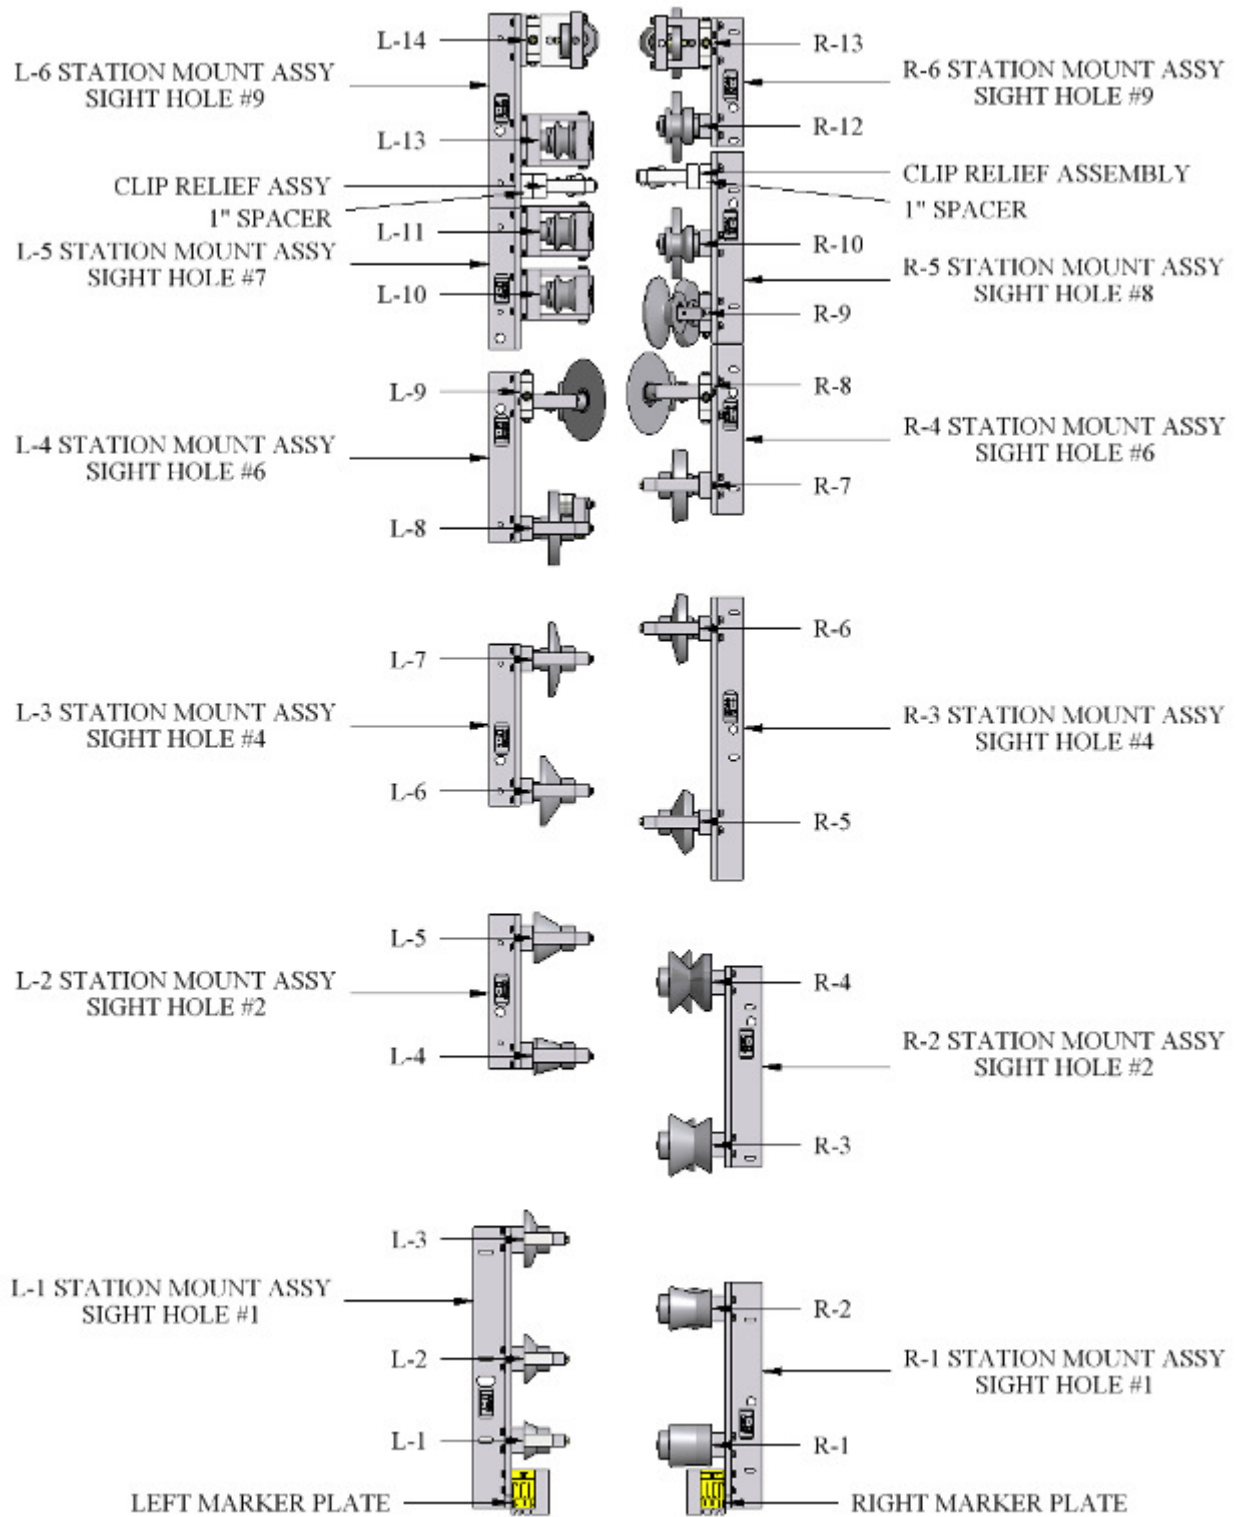 L-14
L-6 STATION MOUNT ASSY
SIGHT HOLE #9
L-13
CLIP RELIEF ASSY
1" SPACER
L-11
L-5 STATION MOUNT ASSY
SIGHT HOLE #7
L-10
L-9
L-4 STATION MOUNT ASSY
SIGHT HOLE #6
L-8
L-7
L-3 STATION MOUNT ASSY
SIGHT HOLE #4
L-6
L-5
L-2 STATION MOUNT ASSY
SIGHT HOLE #2
L-4
L-3
L-1 STATION MOUNT ASSY
SIGHT HOLE #1
L-2
L-1
LEFT MARKER PLATE
R-13
R-6 STATION MOUNT ASSY
SIGHT HOLE #9
R-12
CLIP RELIEF ASSEMBLY
1" SPACER
R-10
R-5 STATION MOUNT ASSY
SIGHT HOLE #8
R-9
R-8
R-4 STATION MOUNT ASSY
SIGHT HOLE #6
R-7
R-6
R-3 STATION MOUNT ASSY
SIGHT HOLE #4
R-5
R-4
R-2 STATION MOUNT ASSY
SIGHT HOLE #2
R-3
R-2
R-1 STATION MOUNT ASSY
SIGHT HOLE #1
R-1
RIGHT MARKER PLATE